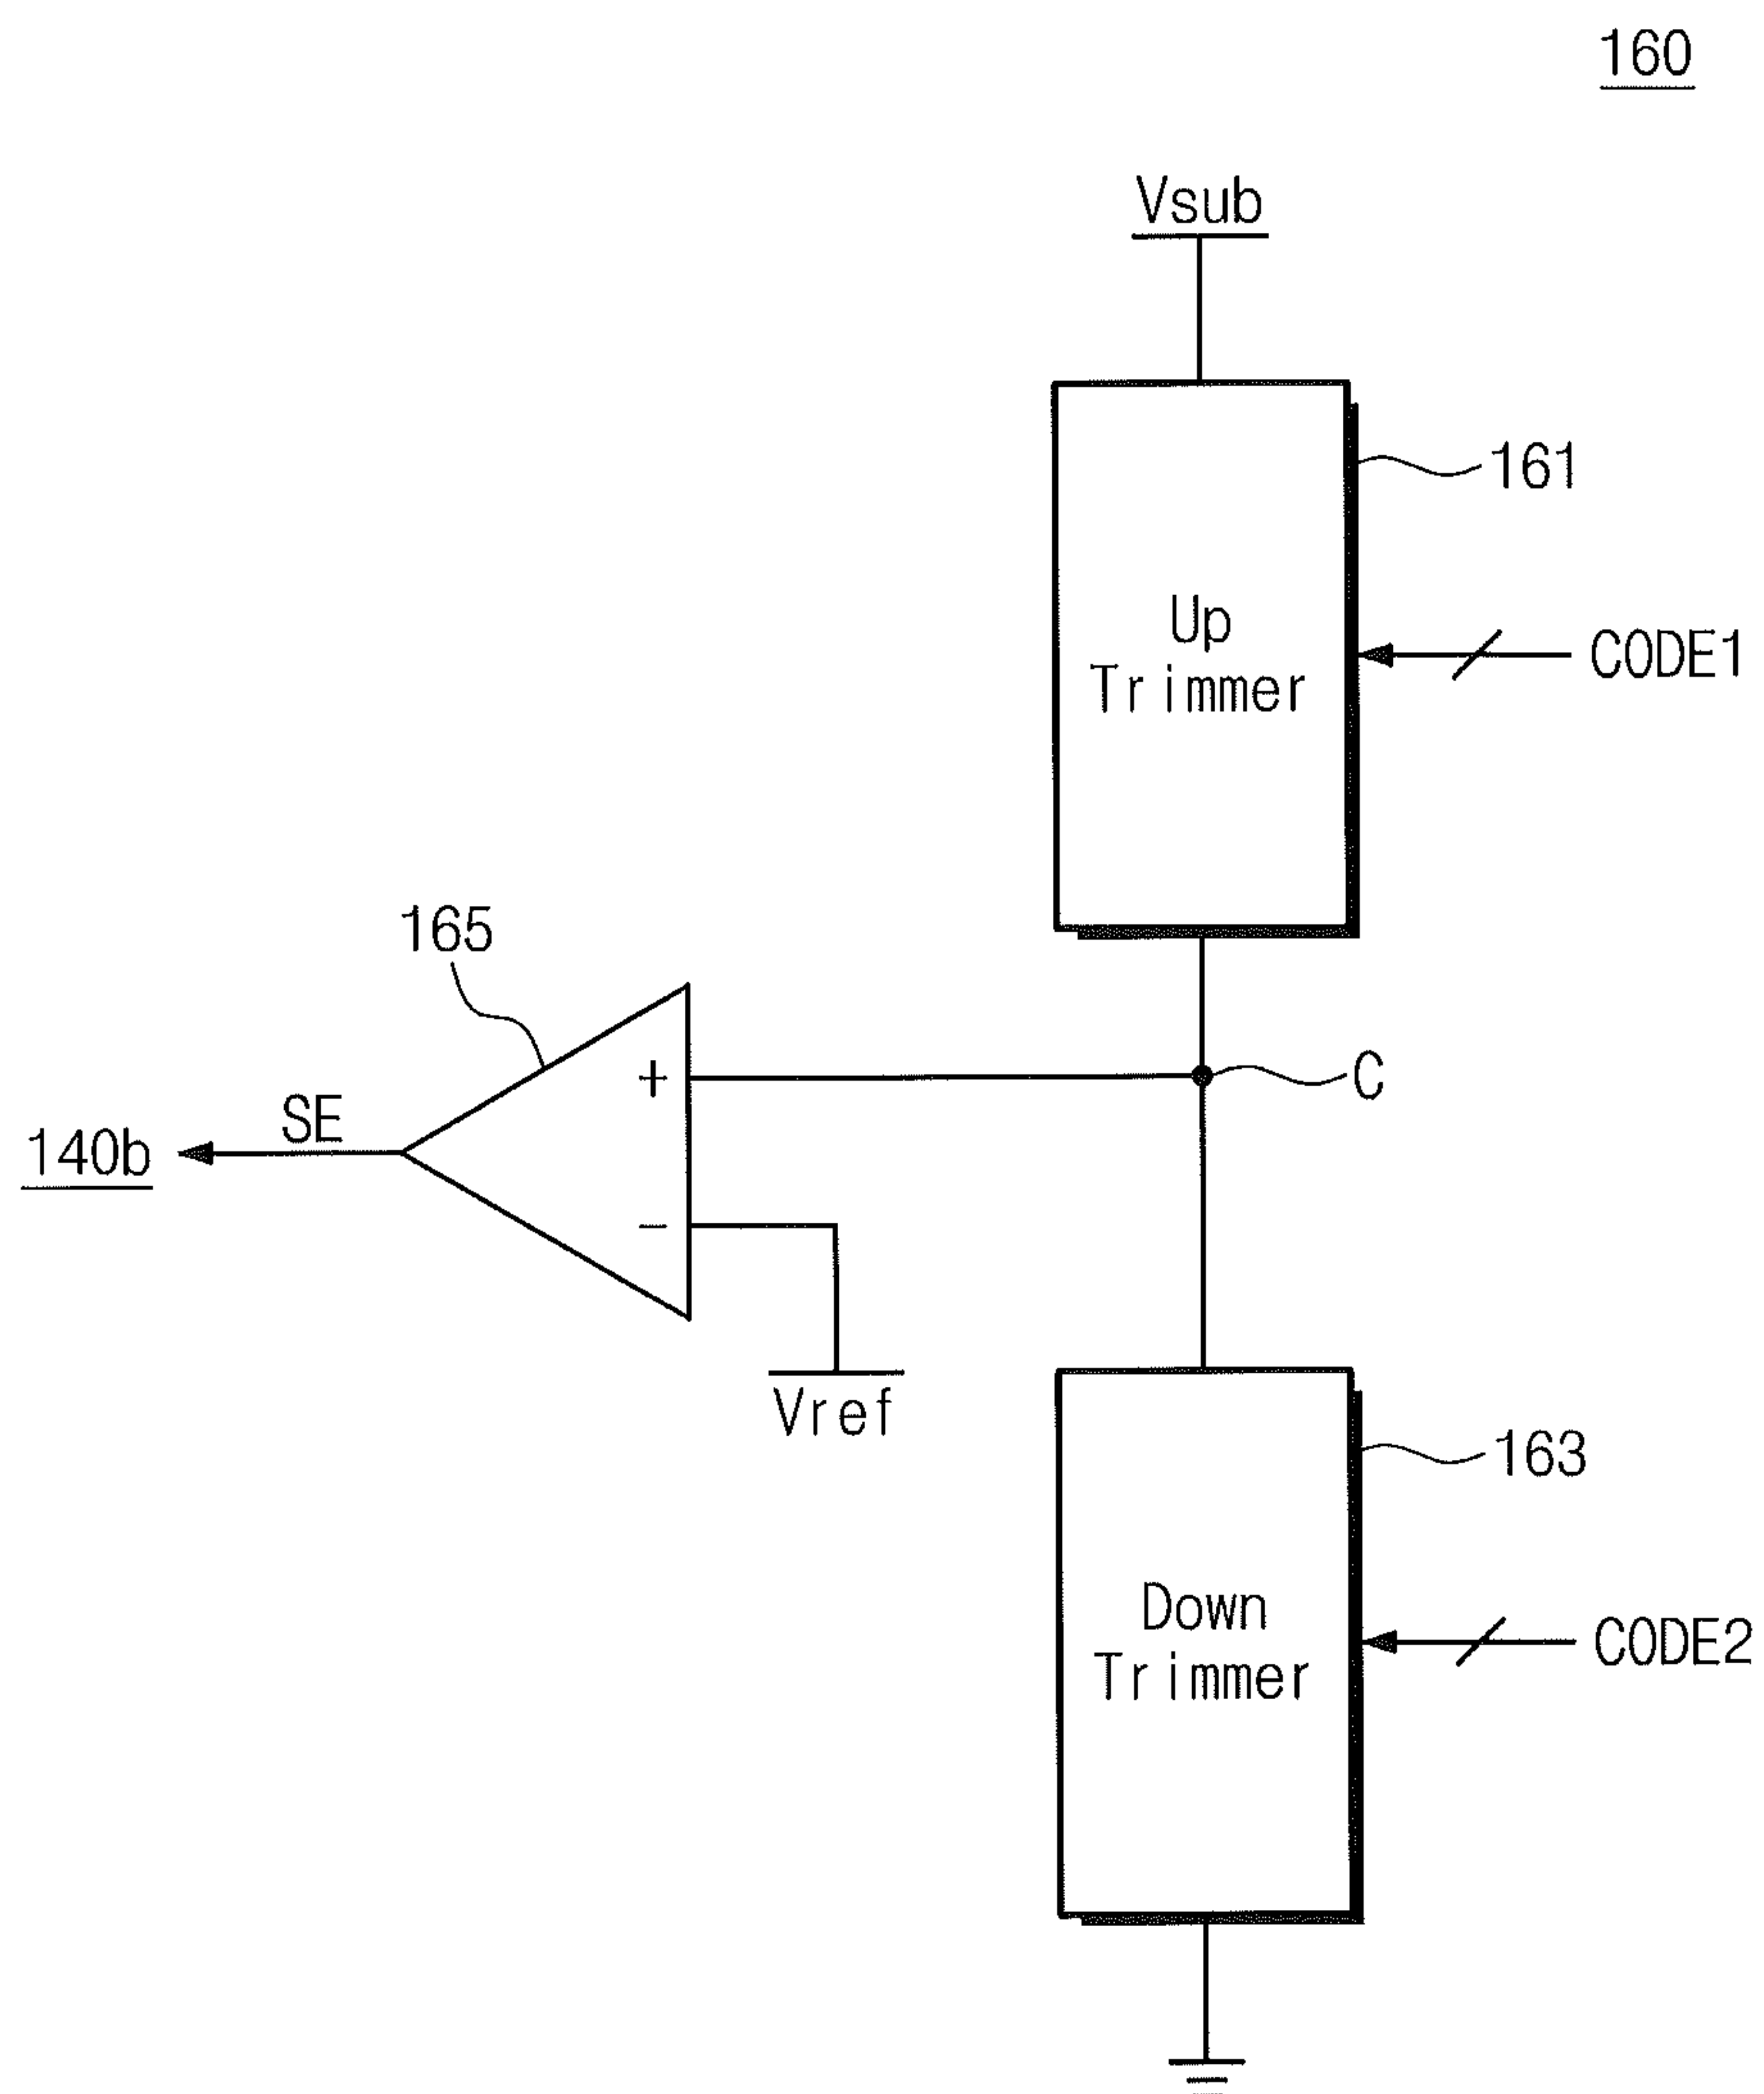 160
Vsub
161
Up
Trimmer
CODE1
165
+
C
SE
140b
−
Vref
163
Down
Trimmer
CODE2